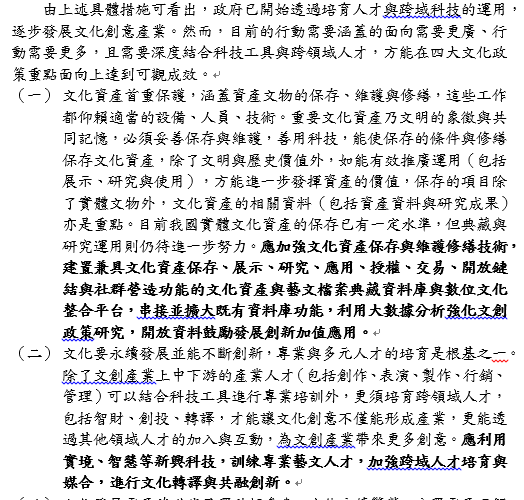 由上述具體措施可看出，政府已開始透過培育人才與跨域科技的運用，
逐步發展文化創意產業。然而，目前的行動需要涵蓋的面向需要更廣、行
動需要更多，且需要深度結合科技工具與跨領域人才，方能在四大文化政
策重點面向上達到可觀成效。
（一） 文化資產首重保護，涵蓋資產文物的保存、維護與修繕，這些工作
都仰賴適當的設備、人員、技術。重要文化資產乃文明的象徵與共
同記憶，必須妥善保存與維護，善用科技，能使保存的條件與修繕
保存文化資產，除了文明與歷史價值外，如能有效推廣運用（包括
展示、研究與使用），方能進一步發揮資產的價值，保存的項目除
了實體文物外，文化資產的相關資料（包括資產資料與研究成果）
亦是重點。目前我國實體文化資產的保存已有一定水準，但典藏與
研究運用則仍待進一步努力。應加強文化資產保存與維護修繕技術，
建置兼具文化資產保存、展示、研究、應用、授權、交易、開放鏈
結與社群營造功能的文化資產與藝文檔案典藏資料庫與數位文化
整合平台，串接並擴大既有資料庫功能，利用大數據分析強化文創
政策研究，開放資料鼓勵發展創新加值應用。
（二） 文化要永續發展並能不斷創新，專業與多元人才的培育是根基之一。
除了文創產業上中下游的產業人才（包括創作、表演、製作、行銷、
管理）可以結合科技工具進行專業培訓外，更須培育跨領域人才，
包括智財、創投、轉譯，才能讓文化創意不僅能形成產業，更能透
過其他領域人才的加入與互動，為文創產業帶來更多創意。應利用
實境、智慧等新興科技，訓練專業藝文人才，加強跨域人才培育與
媒合，進行文化轉譯與共融創新。